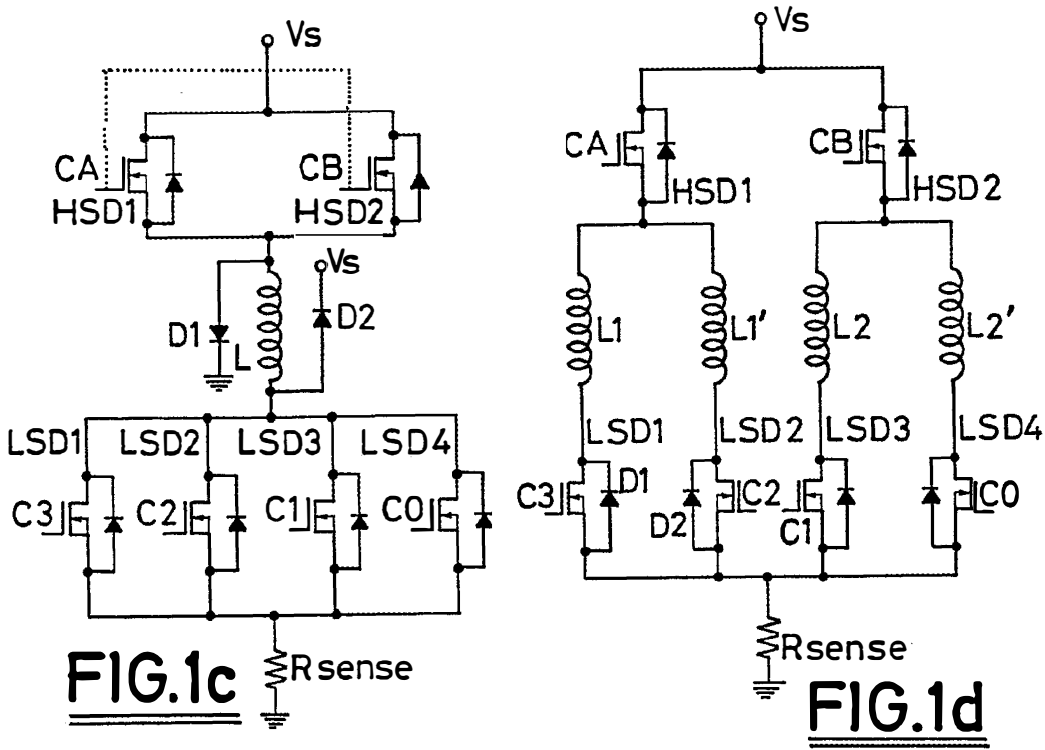 Vs
CA
HSD1
CB
HSD2
Vs
D1
L
D2
LSD1
LSD2
LSD3
LSD4
C3
C2
C1
C0
Rsense
FIG.1c
Vs
CA
HSD1
CB
HSD2
L1
L1'
L2
L2'
LSD1
LSD2
LSD3
LSD4
C3
D1
D2
C2
C1
C0
Rsense
FIG.1d